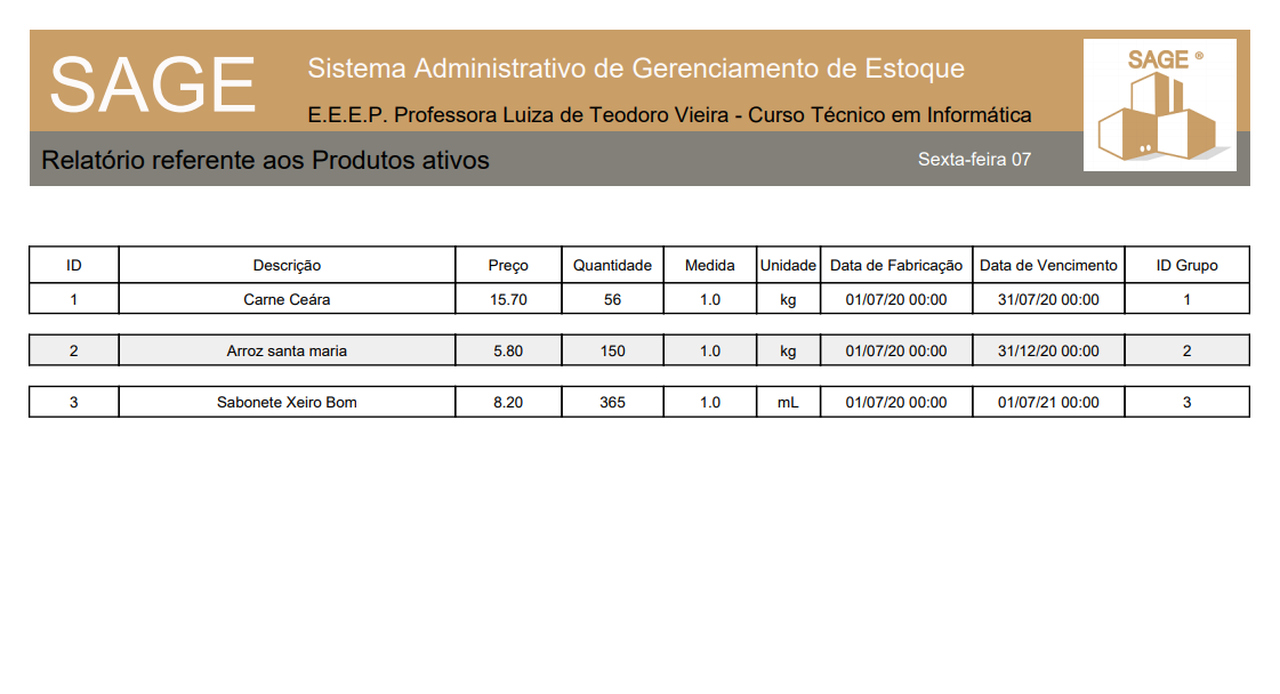 SAGE
Sistema Administrativo de Gerenciamento de Estoque
E.E.E.P. Professora Luiza de Teodoro Vieira - Curso Técnico em Informática
SAGE ®
Relatório referente aos Produtos ativos
Sexta-feira 07
ID Descrição Preço Quantidade Medida Unidade Data de Fabricação Data de Vencimento ID Grupo
1 Carne Ceára 15.70 56 1.0 kg 01/07/20 00:00 31/07/20 00:00 1
2 Arroz santa maria 5.80 150 1.0 kg 01/07/20 00:00 31/12/20 00:00 2
3 Sabonete Xeiro Bom 8.20 365 1.0 mL 01/07/20 00:00 01/07/21 00:00 3